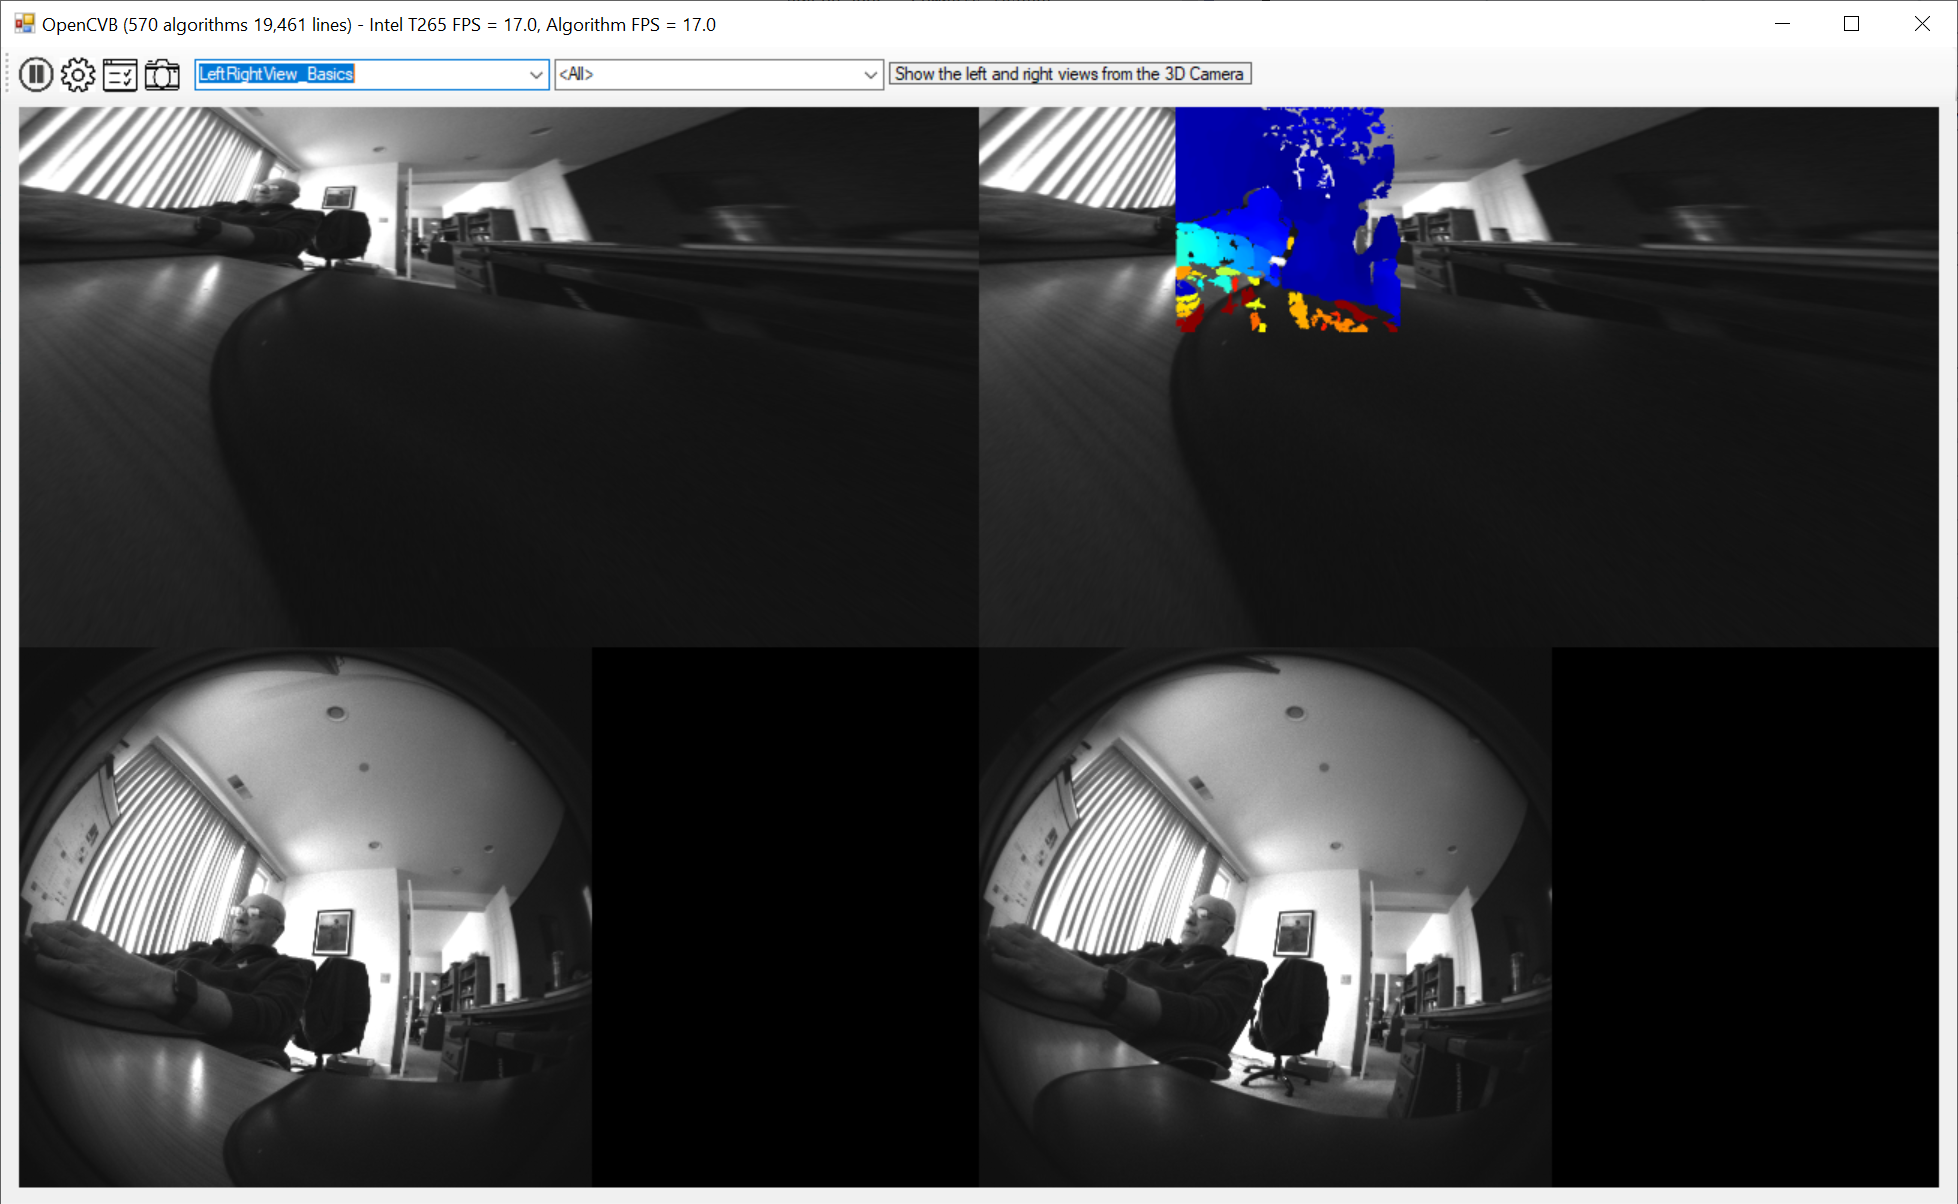 OpenCVB (570 algorithms 19,461 lines) - Intel T265 FPS = 17.0, Algorithm FPS = 17.0
LeftRightView_Basics
<All>
Show the left and right views from the 3D Camera